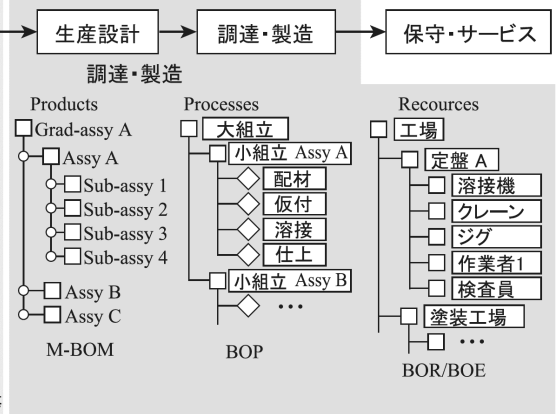 生産設計
調達・製造
保守・サービス
調達・製造
Products
Grad-assy A
Assy A
Sub-assy 1
Sub-assy 2
Sub-assy 3
Sub-assy 4
Assy B
Assy C
M-BOM
Processes
大組立
小組立 Assy A
配材
仮付
溶接
仕上
小組立 Assy B
•••
BOP
Recources
工場
定盤 A
溶接機
クレーン
ジグ
作業者1
検査員
塗装工場
•••
BOR/BOE